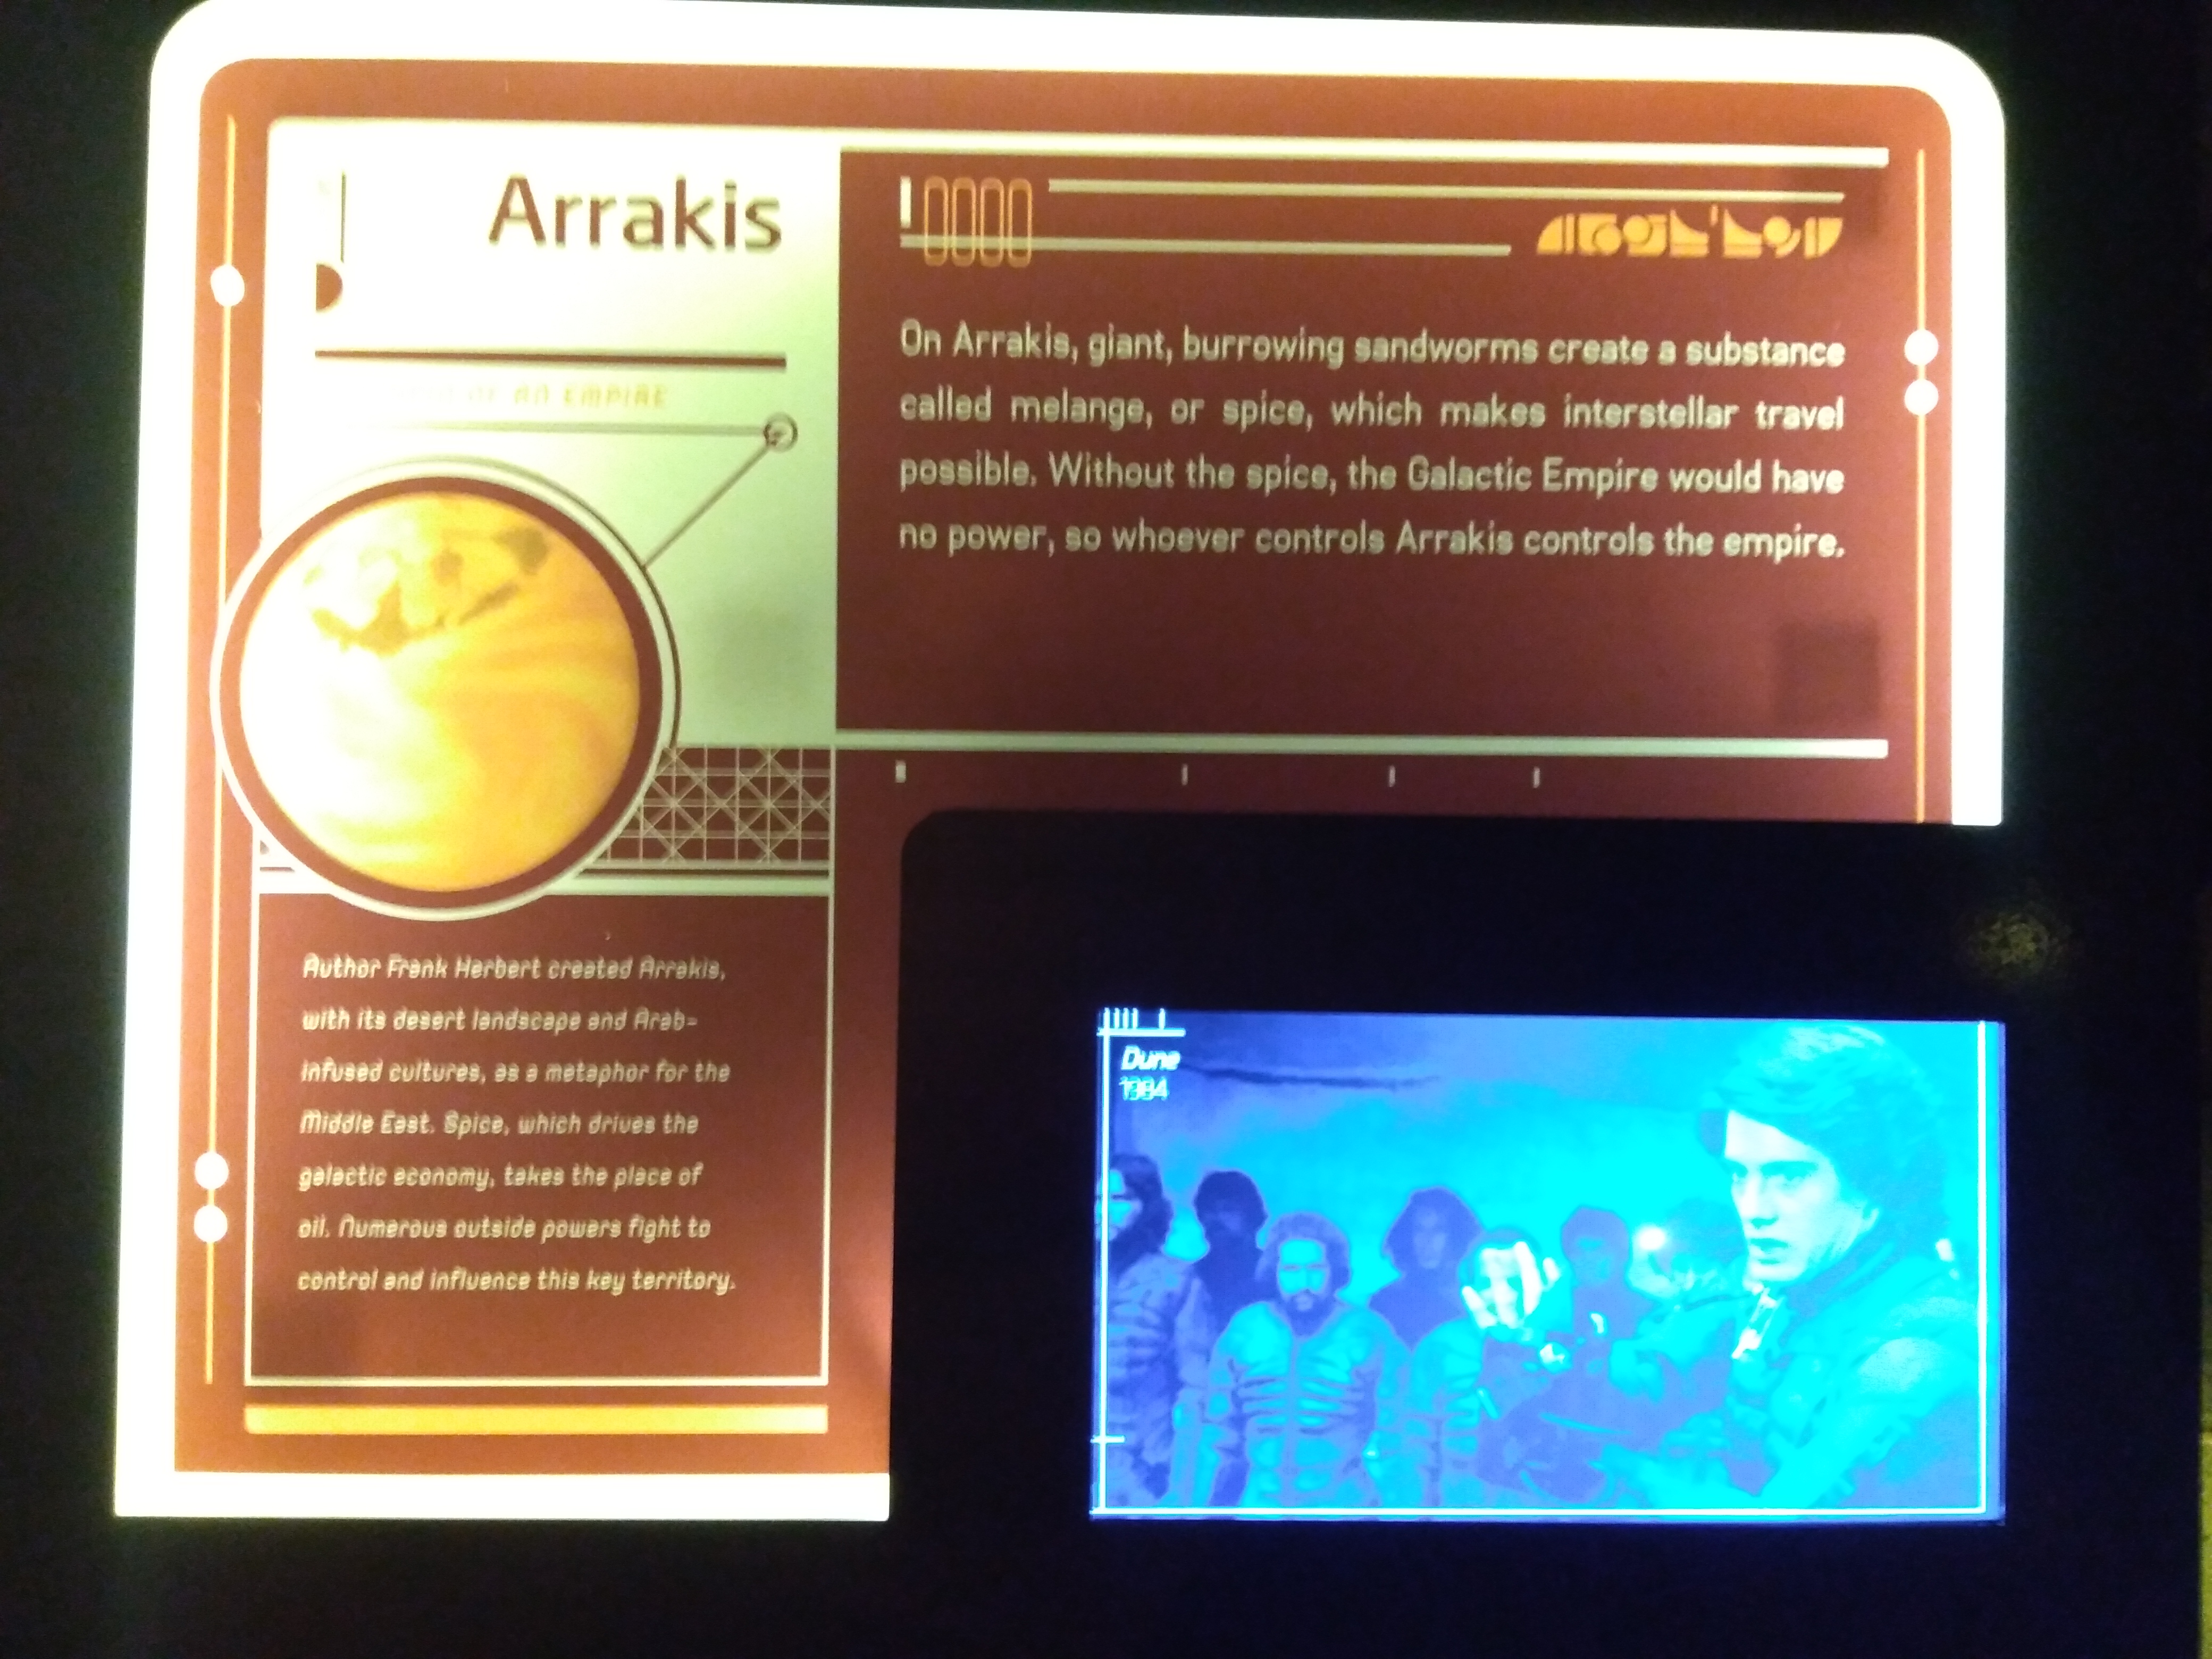 Arrakis
OF AN EMPIRE
On Arrakis, giant, burrowing sandworms create a substance
called melange, or spice, which makes interstellar travel
possible. Without the spice, the Galactic Empire would have
no power, so whoever controls Arrakis controls the empire.
Author Frank Herbert created Arrakis,
with its desert landscape and Arab-
infused cultures, as a metaphor for the
Middle East. Spice, which drives the
galactic economy, takes the place of
oil. Numerous outside powers fight to
control and influence this key territory.
Dune
1984